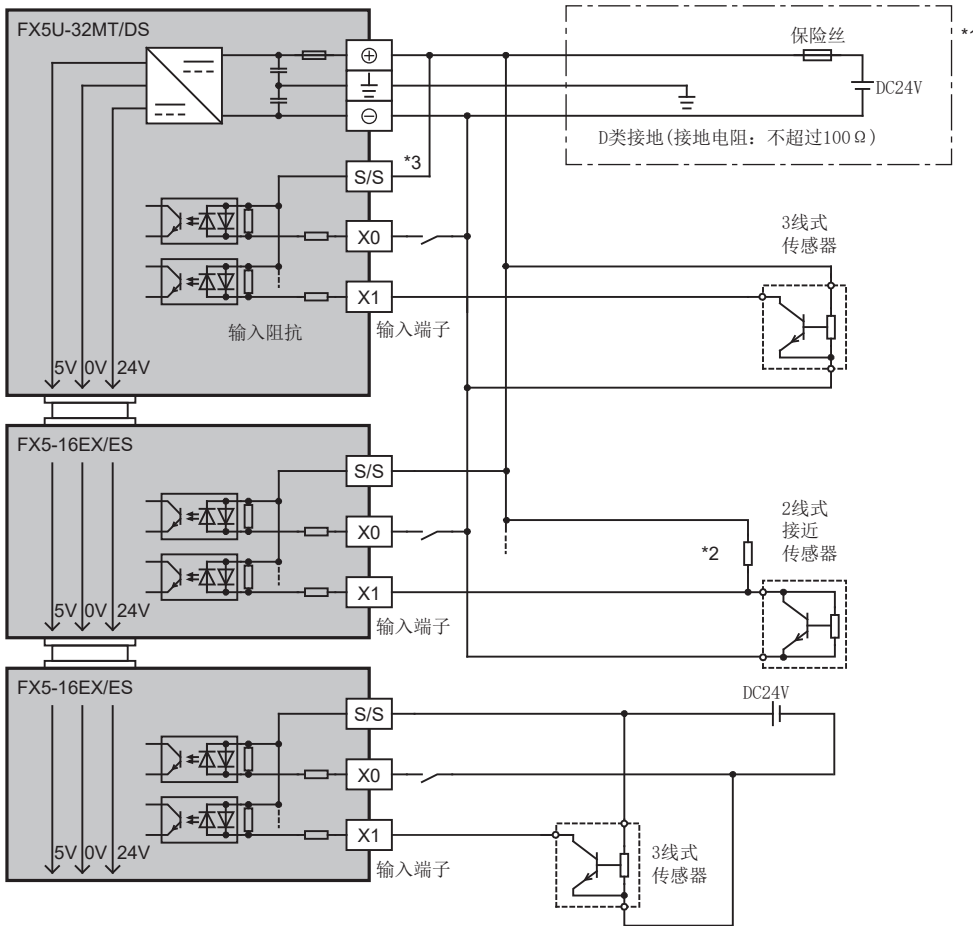 FX5U-32MT/DS
保险丝
DC24V
D类接地(接地电阻：不超过100Ω)
*3
S/S
X0
X1
输入阻抗
输入端子
5V 0V 24V
3线式
传感器
FX5-16EX/ES
S/S
X0
X1
输入端子
5V 0V 24V
*2
2线式
接近
传感器
FX5-16EX/ES
S/S
X0
X1
输入端子
5V 0V 24V
DC24V
3线式
传感器